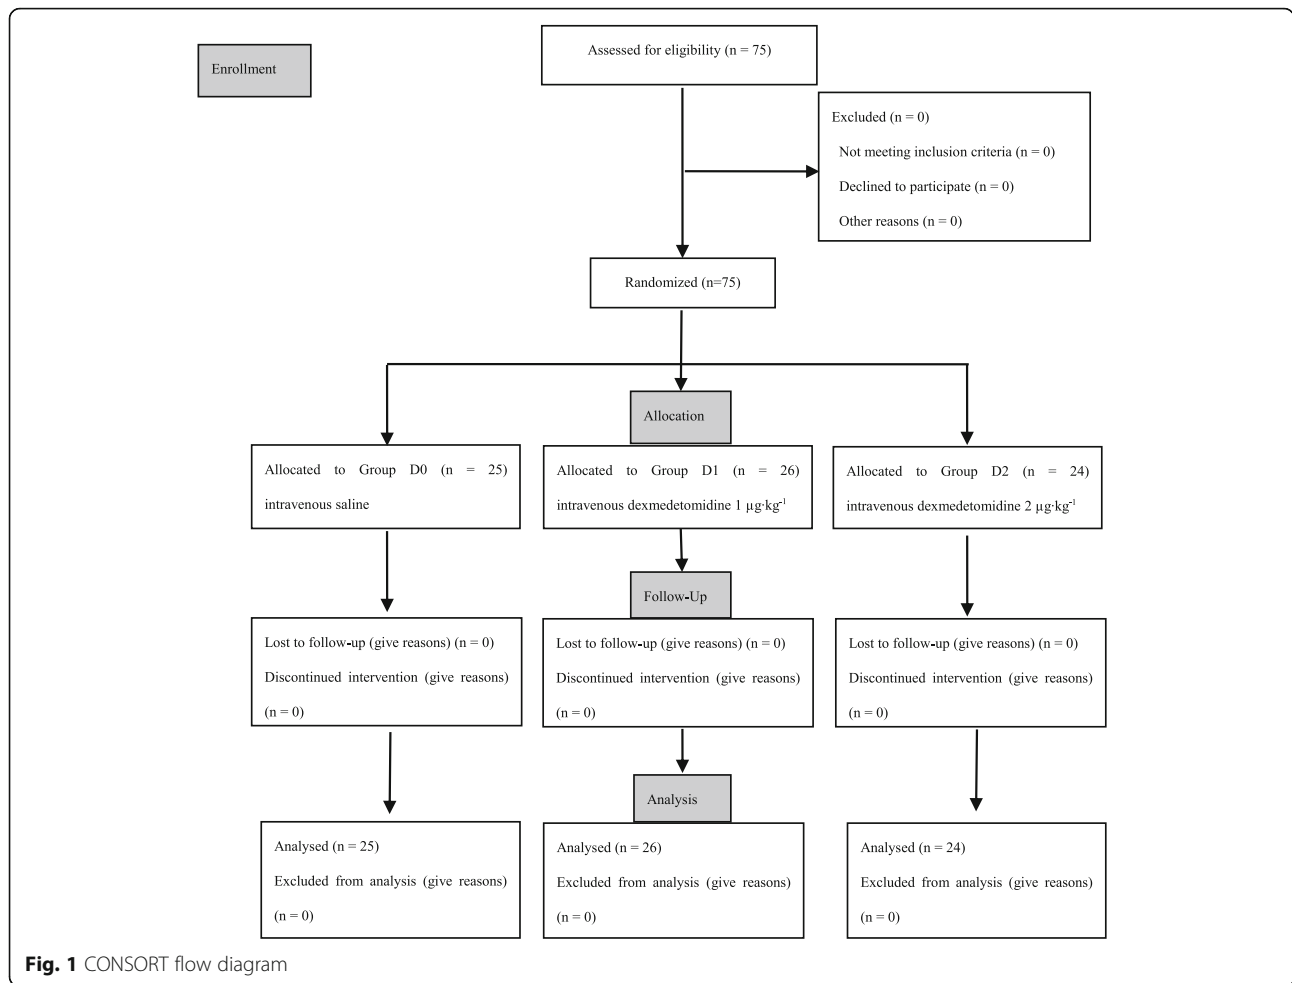 Enrollment
Assessed for eligibility (n = 75)
Excluded (n = 0)
Not meeting inclusion criteria (n = 0)
Declined to participate (n = 0)
Other reasons (n = 0)
Randomized (n=75)
Allocation
Allocated to Group D0 (n = 25)
intravenous saline
Allocated to Group D1 (n = 26)
intravenous dexmedetomidine 1 µg·kg⁻¹
Allocated to Group D2 (n = 24)
intravenous dexmedetomidine 2 µg·kg⁻¹
Follow-Up
Lost to follow-up (give reasons) (n = 0)
Discontinued intervention (give reasons)
(n = 0)
Lost to follow-up (give reasons) (n = 0)
Discontinued intervention (give reasons)
(n = 0)
Lost to follow-up (give reasons) (n = 0)
Discontinued intervention (give reasons)
(n = 0)
Analysis
Analysed (n = 25)
Excluded from analysis (give reasons)
(n = 0)
Analysed (n = 26)
Excluded from analysis (give reasons)
(n = 0)
Analysed (n = 24)
Excluded from analysis (give reasons)
(n = 0)
Fig. 1 CONSORT flow diagram